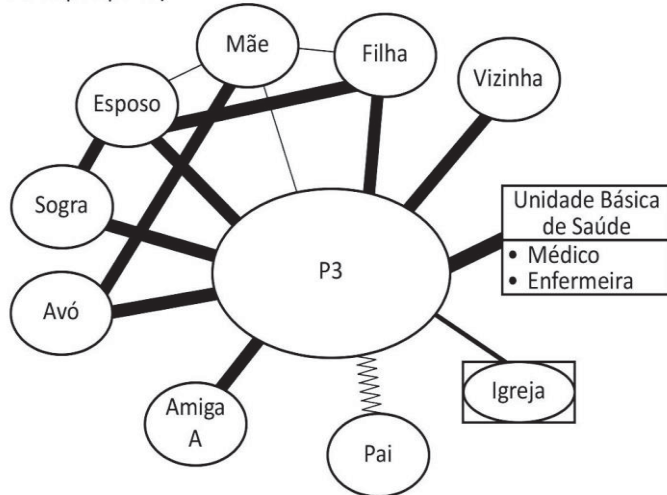 Mãe
Filha
Vizinha
Esposo
Sogra
Unidade Básica
de Saúde
• Médico
• Enfermeira
P3
Avó
Igreja
Amiga
A
Pai